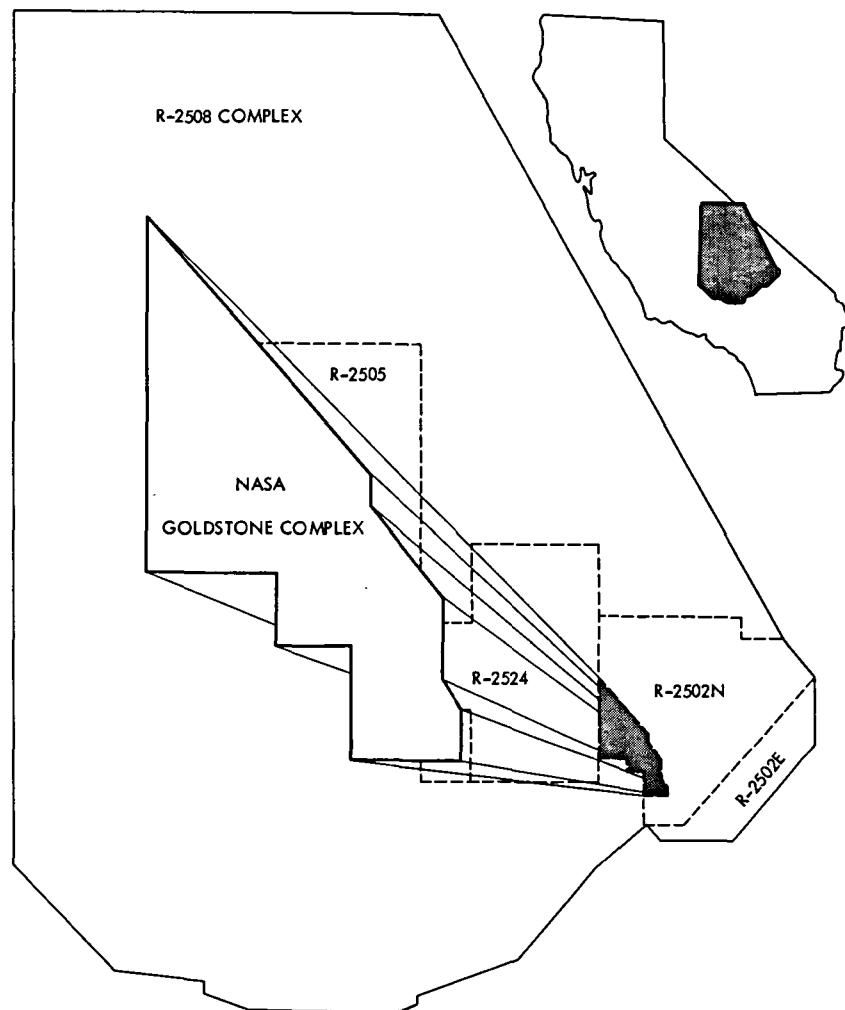 R-2508 COMPLEX
R-2505
NASA
GOLDSTONE COMPLEX
R-2524
R-2502N
R-2502E